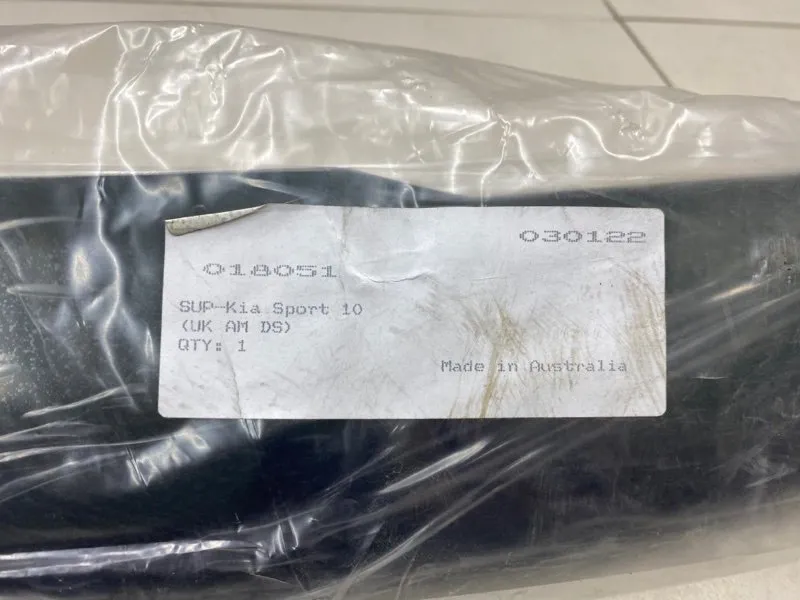 030122
018051
SUP-Kia Sport 10
(UK AM DS)
QTY: 1
Made in Australia